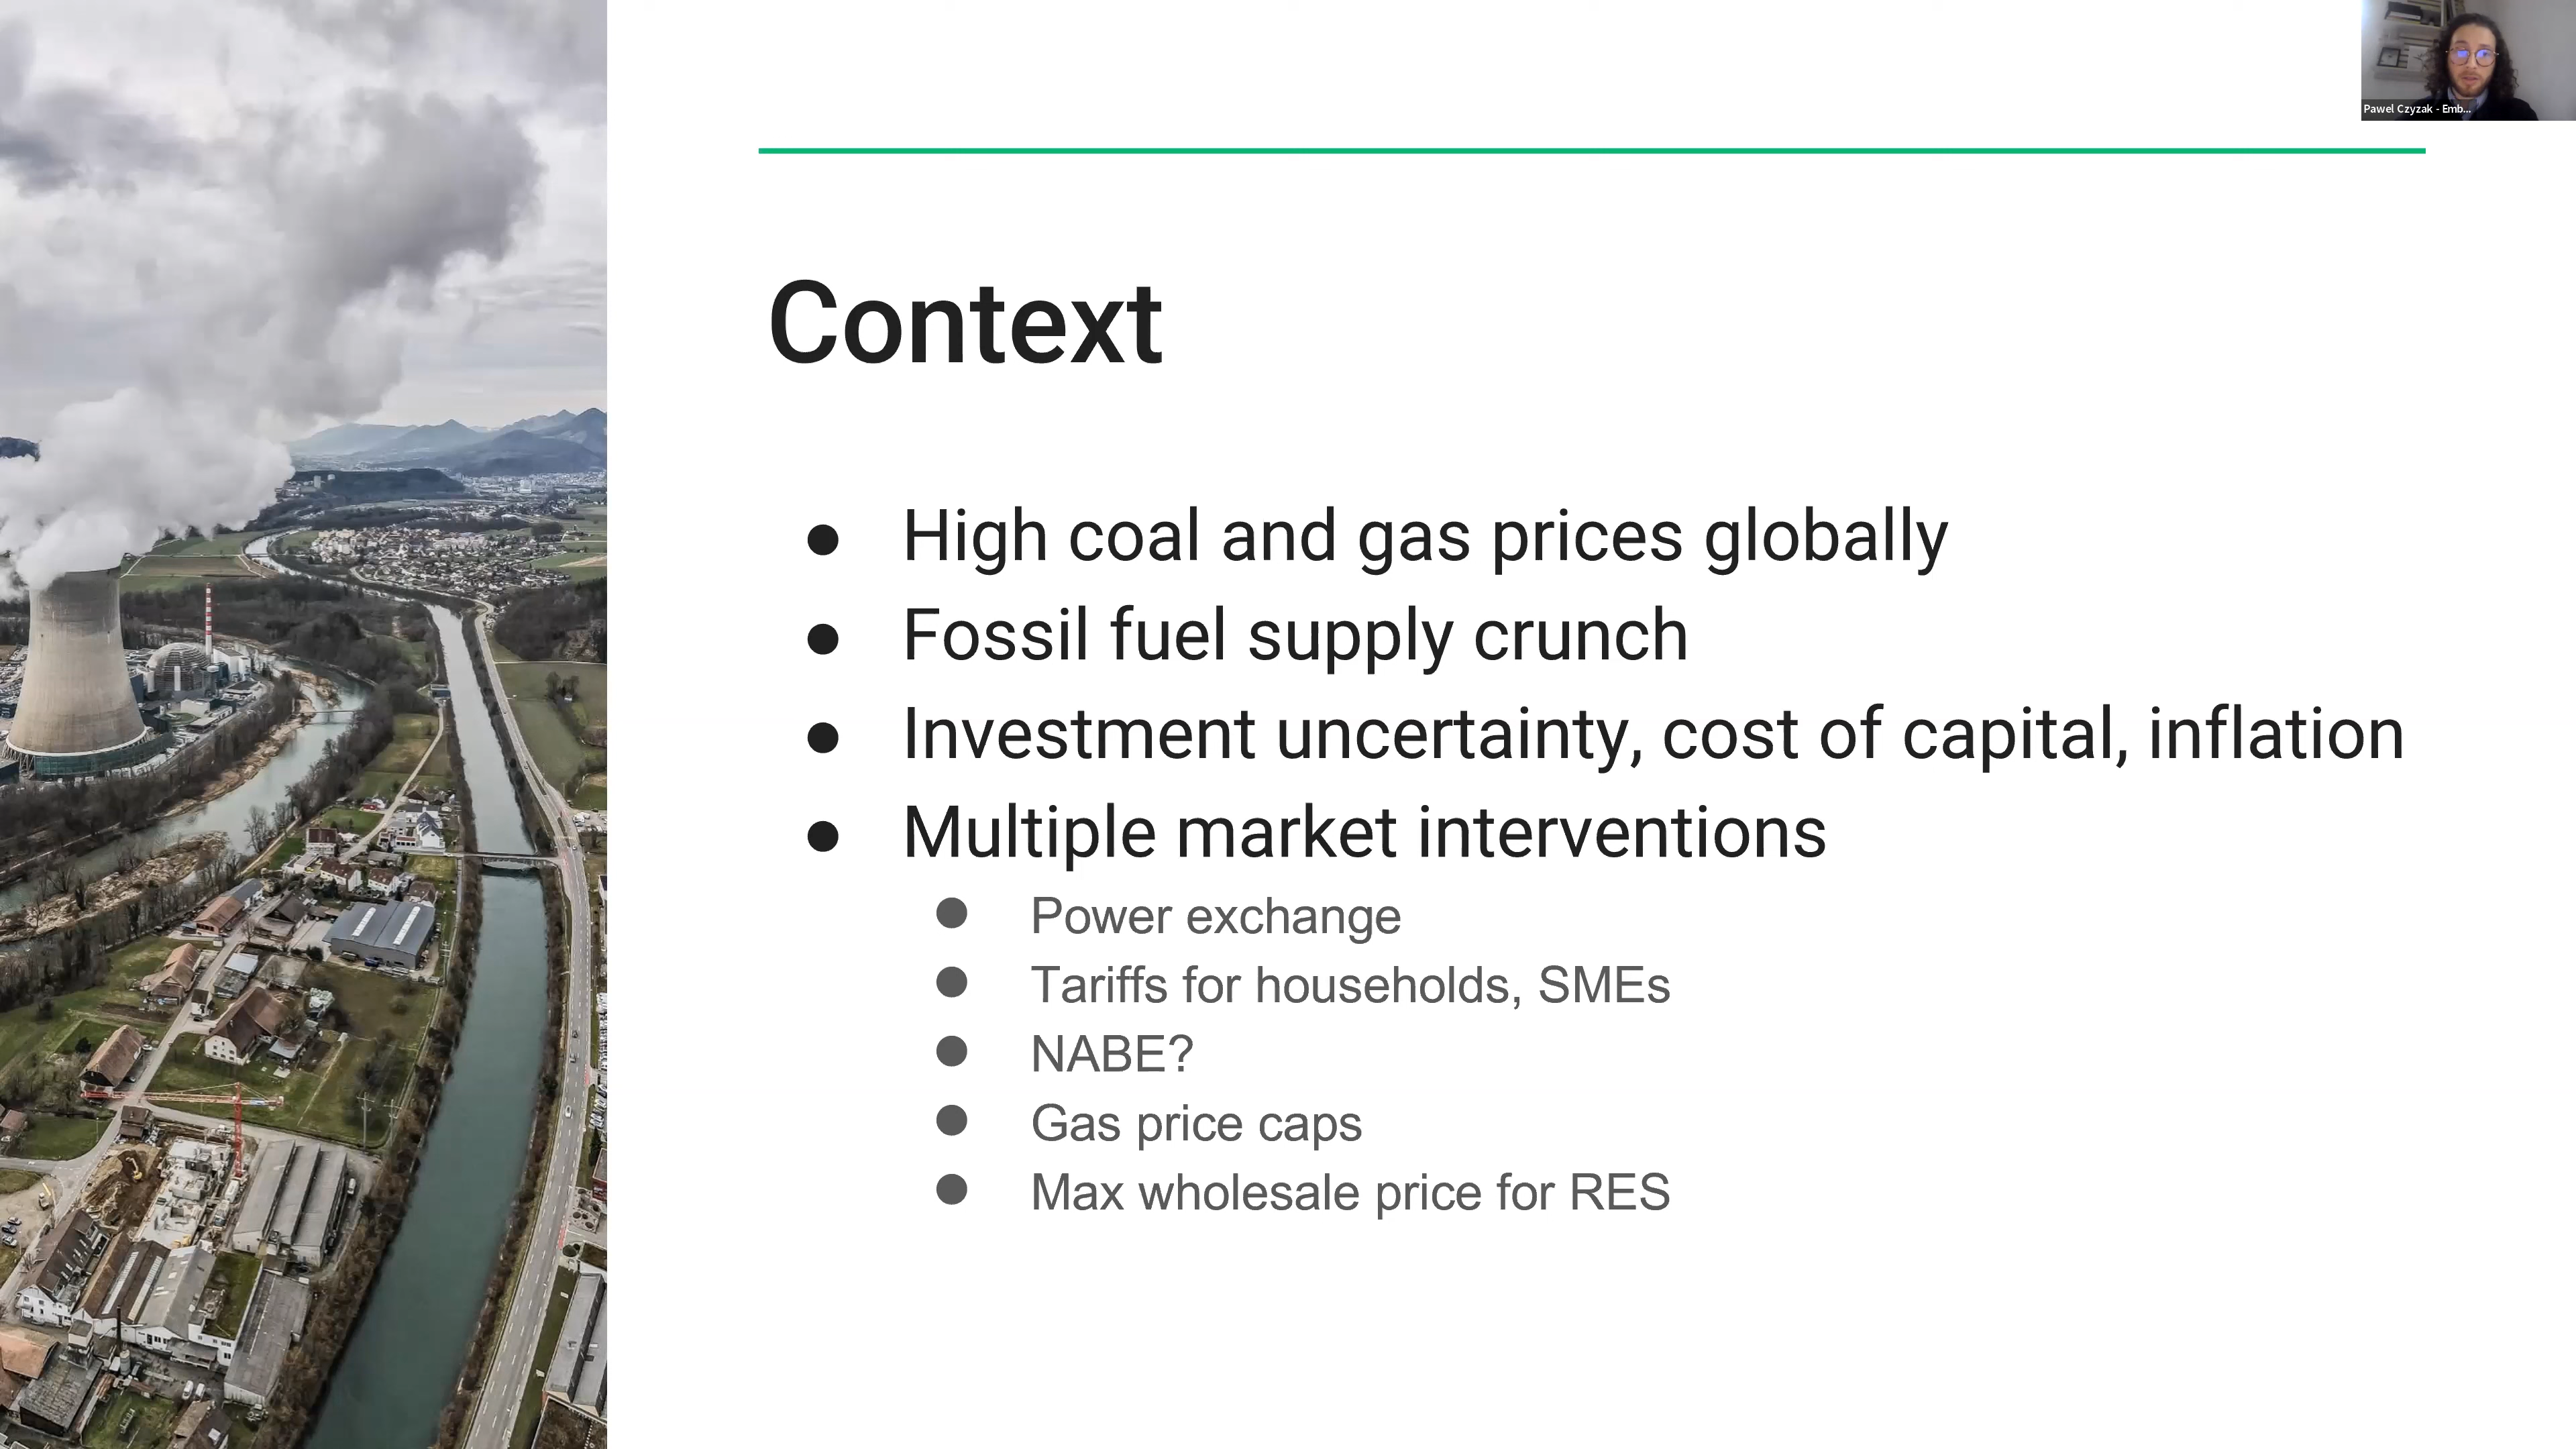 Pawel Czyzak - Emb...
Context
● High coal and gas prices globally
● Fossil fuel supply crunch
● Investment uncertainty, cost of capital, inflation
● Multiple market interventions
● Power exchange
● Tariffs for households, SMEs
● NABE?
● Gas price caps
● Max wholesale price for RES